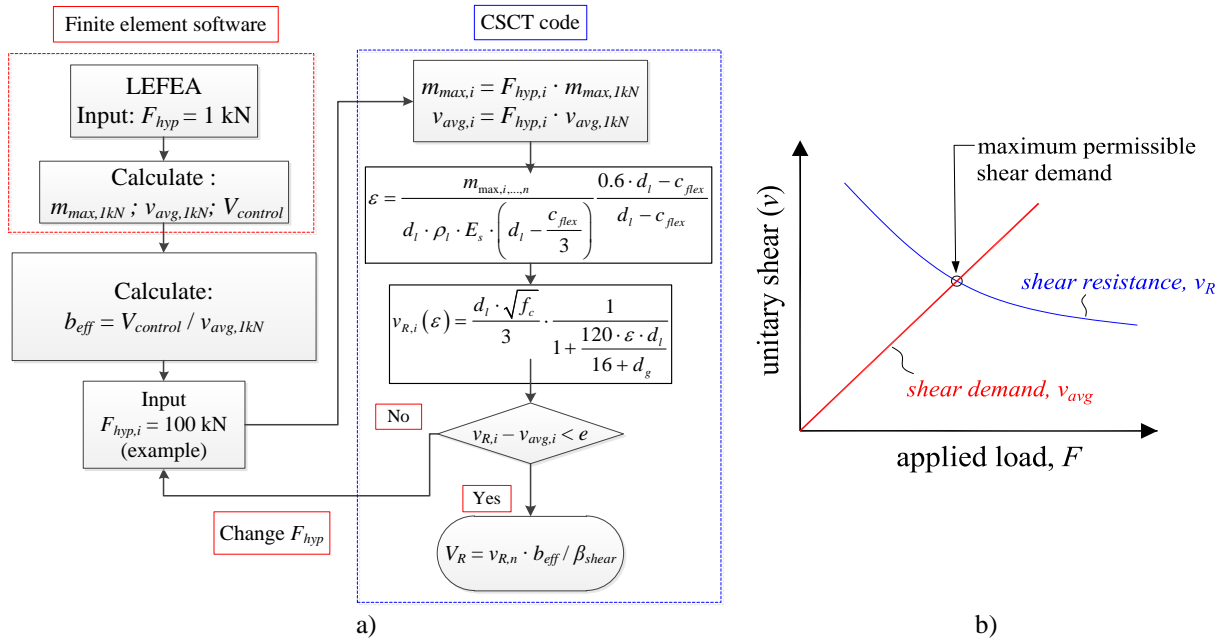 Finite element software
LEFEA
Input: F_hyp = 1 kN
Calculate :
m_max,1kN ; v_avg,1kN; V_control
Calculate:
b_eff = V_control / v_avg,1kN
Input
F_hyp,i = 100 kN
(example)
Change F_hyp
CSCT code
m_max,i = F_hyp,i · m_max,1kN
v_avg,i = F_hyp,i · v_avg,1kN
ε = m_max,i,...,n / (d_l · ρ_l · E_s · (d_l − c_flex / 3)) · (0.6 · d_l − c_flex) / (d_l − c_flex)
v_R,i (ε) = (d_l · √f_c) / 3 · 1 / (1 + (120 · ε · d_l) / (16 + d_g))
No
v_R,i − v_avg,i < e
Yes
V_R = v_R,n · b_eff / β_shear
a)
unitary shear (v)
maximum permissible
shear demand
shear resistance, v_R
shear demand, v_avg
applied load, F
b)